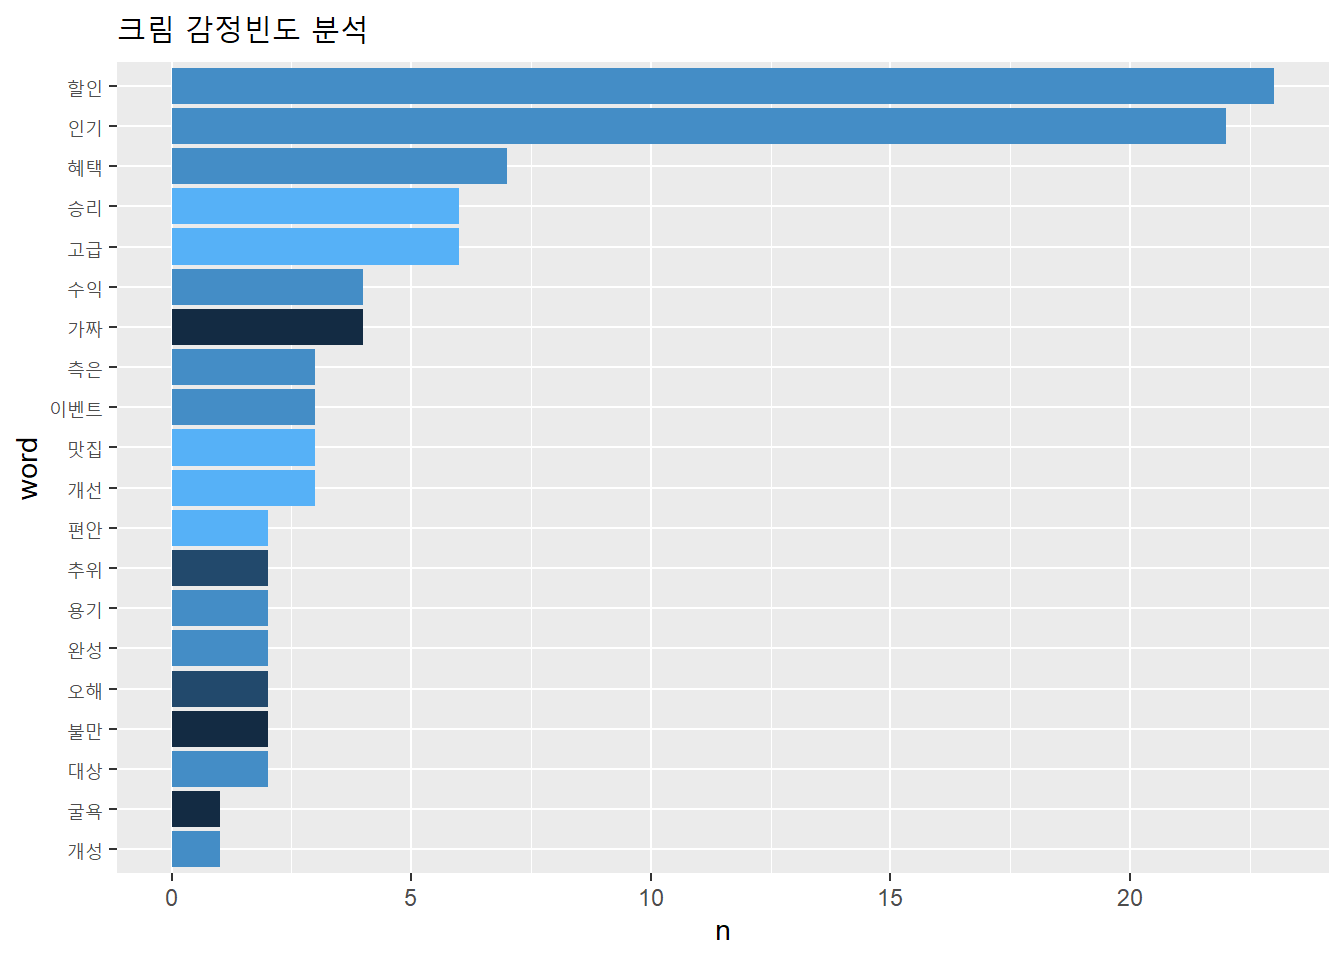 크림 감정빈도 분석
할인
인기
혜택
승리
고급
수익
가짜
측은
이벤트
맛집
개선
편안
추위
용기
완성
오해
불만
대상
굴욕
개성
word
0 5 10 15 20
n